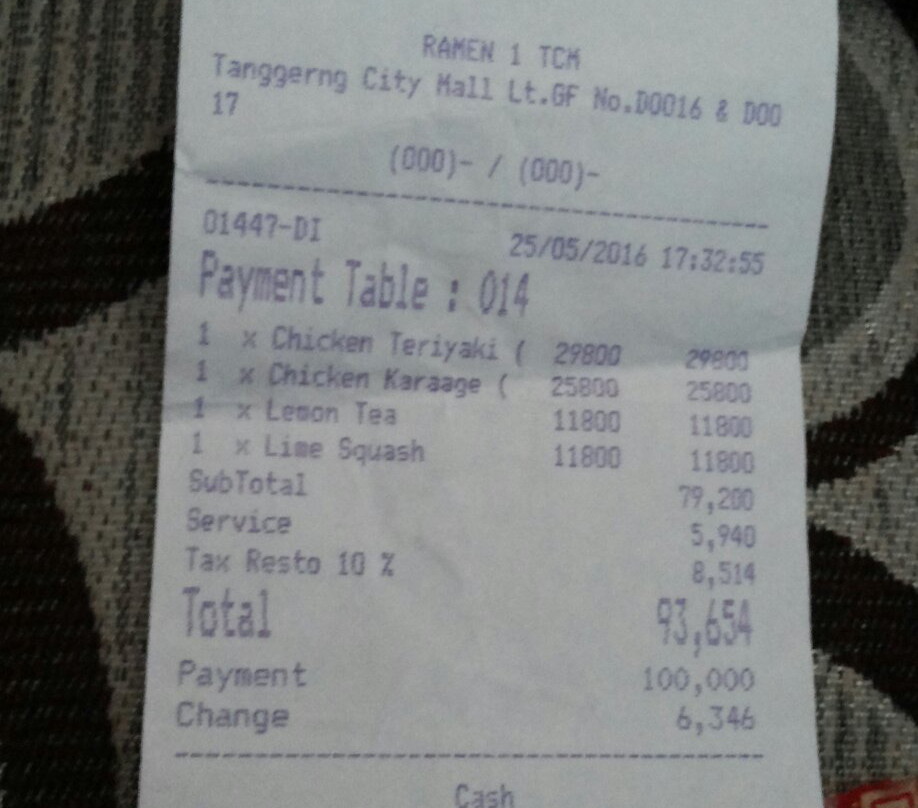 RAMEN 1 TCM
Tanggerng City Mall Lt.GF No.D0016 & D00
17
(000)- / (000)-
01447-DI 25/05/2016 17:32:55
Payment Table : 014
1 x Chicken Teriyaki ( 29800 29800
1 x Chicken Karaage ( 25800 25800
1 x Lemon Tea 11800 11800
1 x Lime Squash 11800 11800
SubTotal 79,200
Service 5,940
Tax Resto 10 % 8,514
Total 93,654
Payment 100,000
Change 6,346
Cash